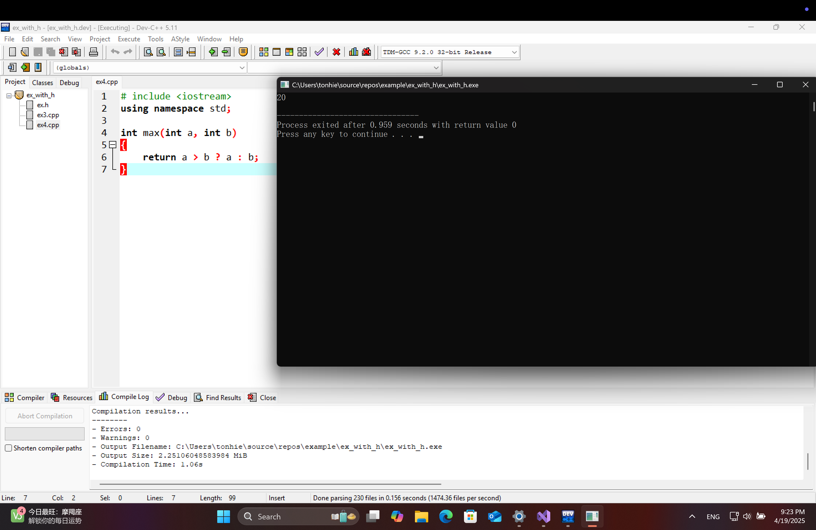 ex_with_h - [ex_with_h.dev] - [Executing] - Dev-C++ 5.11
File Edit Search View Project Execute Tools AStyle Window Help
TDM-GCC 9.2.0 32-bit Release
(globals)
Project Classes Debug
ex_with_h
ex.h
ex3.cpp
ex4.cpp
ex4.cpp
1 # include <iostream>
2 using namespace std;
3
4 int max(int a, int b)
5 {
6 return a > b ? a : b;
7 }
C:\Users\tonhie\source\repos\example\ex_with_h\ex_with_h.exe
20
--------------------------------
Process exited after 0.959 seconds with return value 0
Press any key to continue . . .
Compiler Resources Compile Log Debug Find Results Close
Abort Compilation
Shorten compiler paths
Compilation results...
--------
- Errors: 0
- Warnings: 0
- Output Filename: C:\Users\tonhie\source\repos\example\ex_with_h\ex_with_h.exe
- Output Size: 2.25106048583984 MiB
- Compilation Time: 1.06s
Line: 7 Col: 2 Sel: 0 Lines: 7 Length: 99 Insert Done parsing 230 files in 0.156 seconds (1474.36 files per second)
4
今日最旺：摩羯座
解锁你的每日运势
Search
DEV
ENG
9:23 PM
4/19/2025